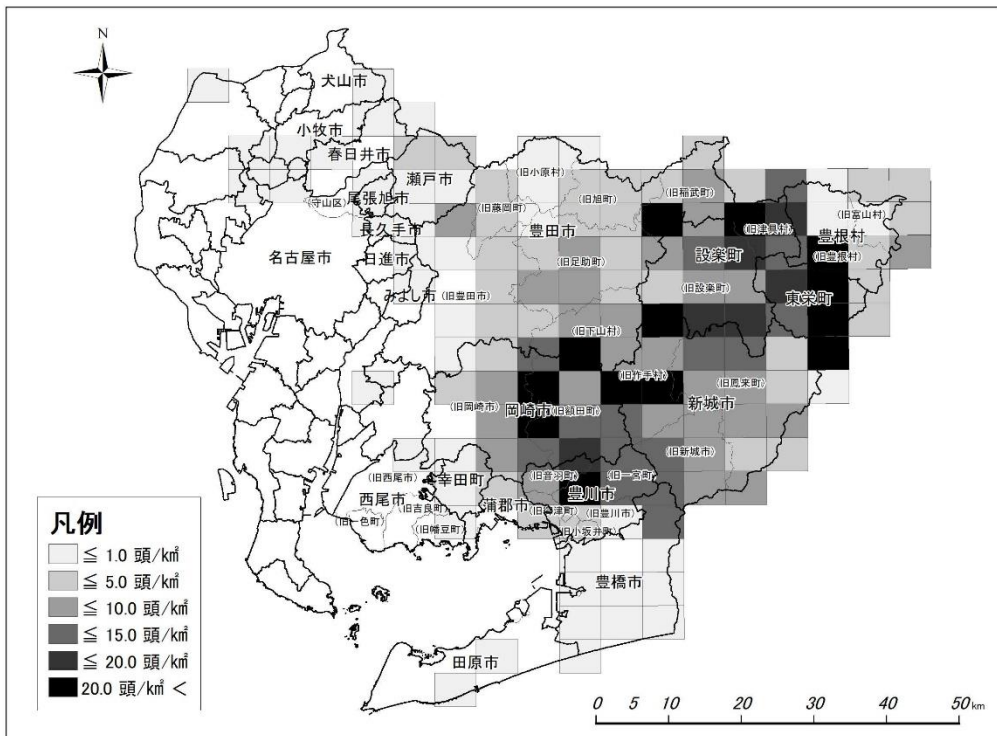 N
犬山市
小牧市
春日井市
瀬戸市
(守山区)
尾張旭市
長久手市
名古屋市
日進市
みよし市
(旧豊田市)
(旧藤岡町)
(旧小原村)
(旧旭町)
(旧稲武町)
豊田市
(旧足助町)
(旧下山村)
(旧津具村)
設楽町
(旧設楽町)
(旧富山村)
豊根村
(旧豊根村)
東栄町
(旧作手村)
(旧鳳来町)
新城市
(旧新城市)
(旧岡崎市)
岡崎市
(旧額田町)
(旧音羽町)
(旧一宮町)
豊川市
(旧豊川市)
(旧小坂井町)
蒲郡市
幸田町
(旧西尾市)
西尾市
(旧吉良町)
(旧一色町)
(旧幡豆町)
豊橋市
田原市
凡例
≦ 1.0 頭/km²
≦ 5.0 頭/km²
≦ 10.0 頭/km²
≦ 15.0 頭/km²
≦ 20.0 頭/km²
20.0 頭/km² <
0 5 10 20 30 40 50 km